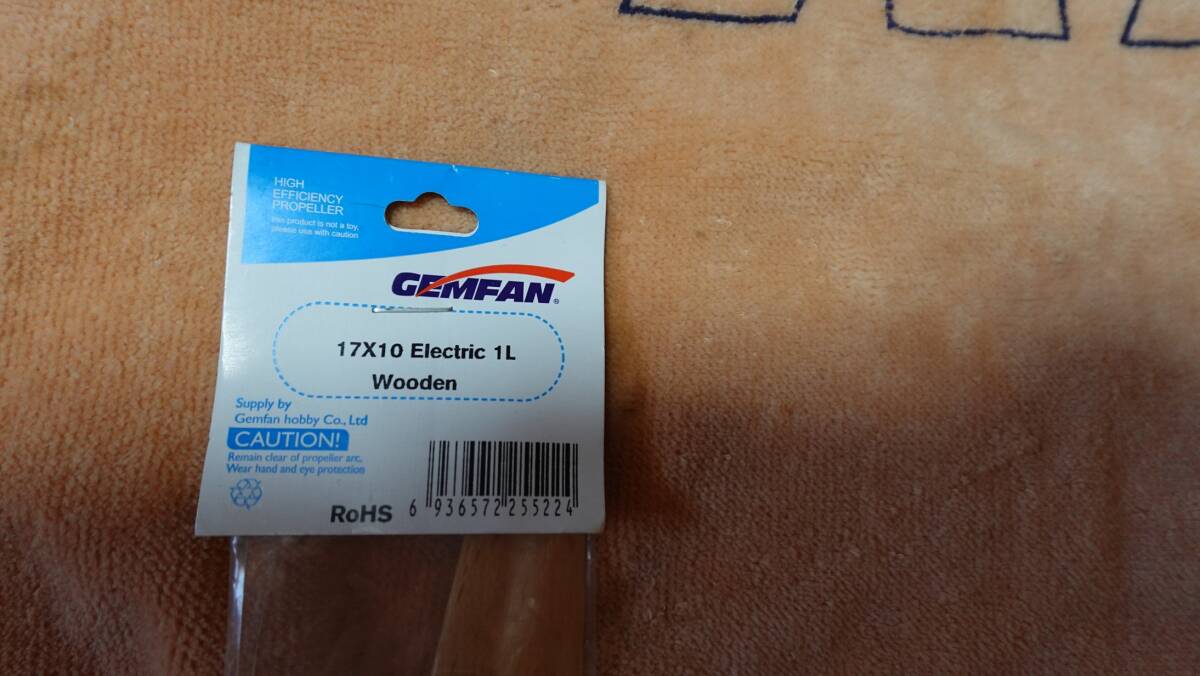 HIGH
EFFICIENCY
PROPELLER
this product is not a toy,
please use with caution
GEMFAN®
17X10 Electric 1L
Wooden
Supply by
Gemfan hobby Co., Ltd
CAUTION!
Remain clear of propeller arc.
Wear hand and eye protection
RoHS
6 936572 255224